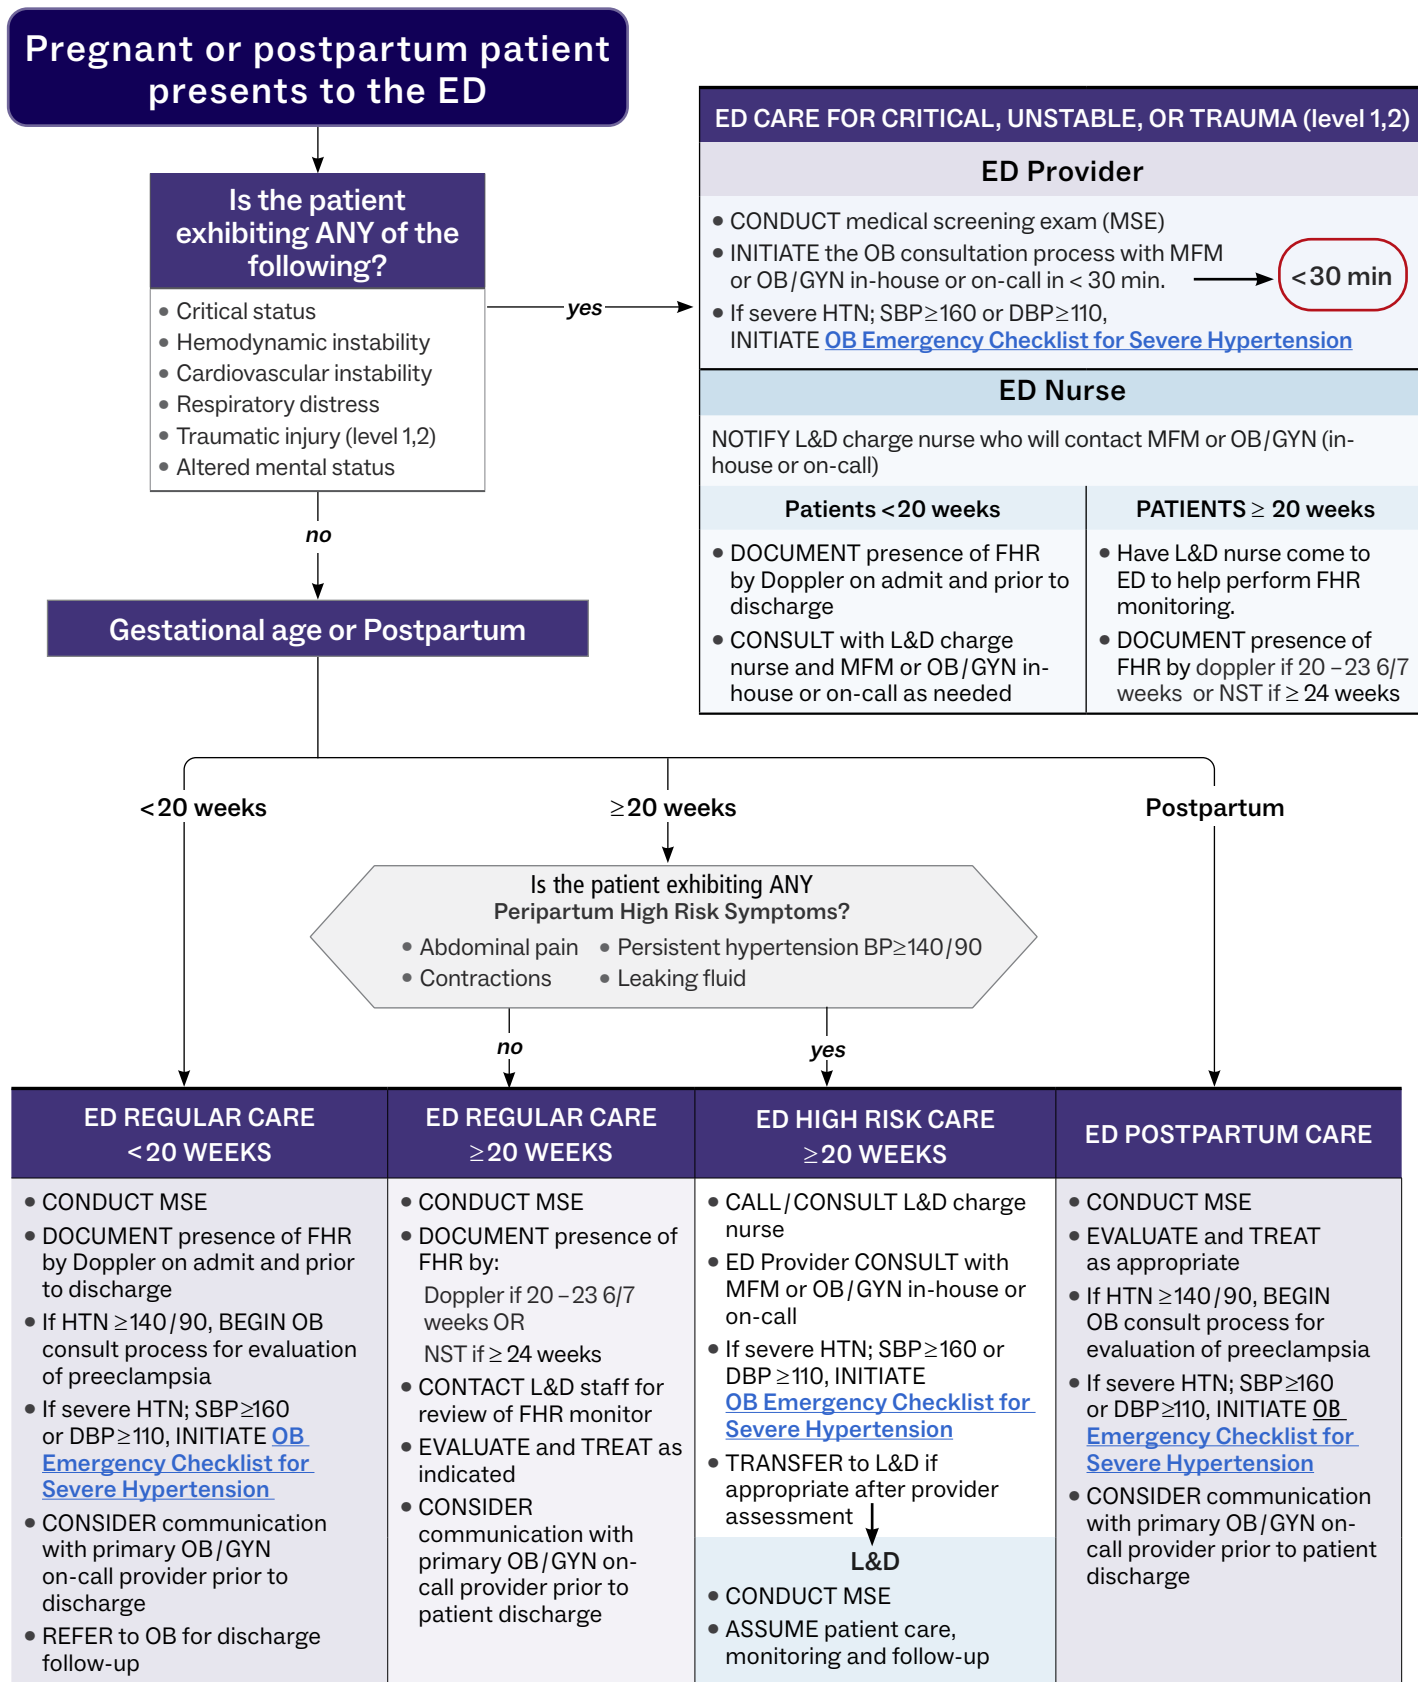 Pregnant or postpartum patient
presents to the ED
Is the patient
exhibiting ANY of the
following?
• Critical status
• Hemodynamic instability
• Cardiovascular instability
• Respiratory distress
• Traumatic injury (level 1,2)
• Altered mental status
yes
no
ED CARE FOR CRITICAL, UNSTABLE, OR TRAUMA (level 1,2)
ED Provider
• CONDUCT medical screening exam (MSE)
• INITIATE the OB consultation process with MFM
or OB/GYN in-house or on-call in < 30 min.
<30 min
• If severe HTN; SBP≥160 or DBP≥110,
INITIATE OB Emergency Checklist for Severe Hypertension
ED Nurse
NOTIFY L&D charge nurse who will contact MFM or OB/GYN (in-
house or on-call)
Patients <20 weeks
• DOCUMENT presence of FHR
by Doppler on admit and prior to
discharge
• CONSULT with L&D charge
nurse and MFM or OB/GYN in-
house or on-call as needed
PATIENTS ≥ 20 weeks
• Have L&D nurse come to
ED to help perform FHR
monitoring.
• DOCUMENT presence of
FHR by doppler if 20 –23 6/7
weeks or NST if ≥ 24 weeks
Gestational age or Postpartum
<20 weeks
≥20 weeks
Postpartum
Is the patient exhibiting ANY
Peripartum High Risk Symptoms?
• Abdominal pain
• Contractions
• Persistent hypertension BP≥140/90
• Leaking fluid
no
yes
ED REGULAR CARE
<20 WEEKS
• CONDUCT MSE
• DOCUMENT presence of FHR
by Doppler on admit and prior
to discharge
• If HTN ≥140/90, BEGIN OB
consult process for evaluation
of preeclampsia
• If severe HTN; SBP≥160
or DBP≥110, INITIATE OB
Emergency Checklist for
Severe Hypertension
• CONSIDER communication
with primary OB/GYN
on-call provider prior to
discharge
• REFER to OB for discharge
follow-up
ED REGULAR CARE
≥20 WEEKS
• CONDUCT MSE
• DOCUMENT presence of
FHR by:
Doppler if 20 –23 6/7
weeks OR
NST if ≥ 24 weeks
• CONTACT L&D staff for
review of FHR monitor
• EVALUATE and TREAT as
indicated
• CONSIDER
communication with
primary OB/GYN on-
call provider prior to
patient discharge
ED HIGH RISK CARE
≥20 WEEKS
• CALL/CONSULT L&D charge
nurse
• ED Provider CONSULT with
MFM or OB/GYN in-house or
on-call
• If severe HTN; SBP≥160 or
DBP ≥110, INITIATE
OB Emergency Checklist for
Severe Hypertension
• TRANSFER to L&D if
appropriate after provider
assessment
L&D
• CONDUCT MSE
• ASSUME patient care,
monitoring and follow-up
ED POSTPARTUM CARE
• CONDUCT MSE
• EVALUATE and TREAT
as appropriate
• If HTN ≥140/90, BEGIN
OB consult process for
evaluation of preeclampsia
• If severe HTN; SBP≥160
or DBP≥110, INITIATE OB
Emergency Checklist for
Severe Hypertension
• CONSIDER communication
with primary OB/GYN on-
call provider prior to patient
discharge